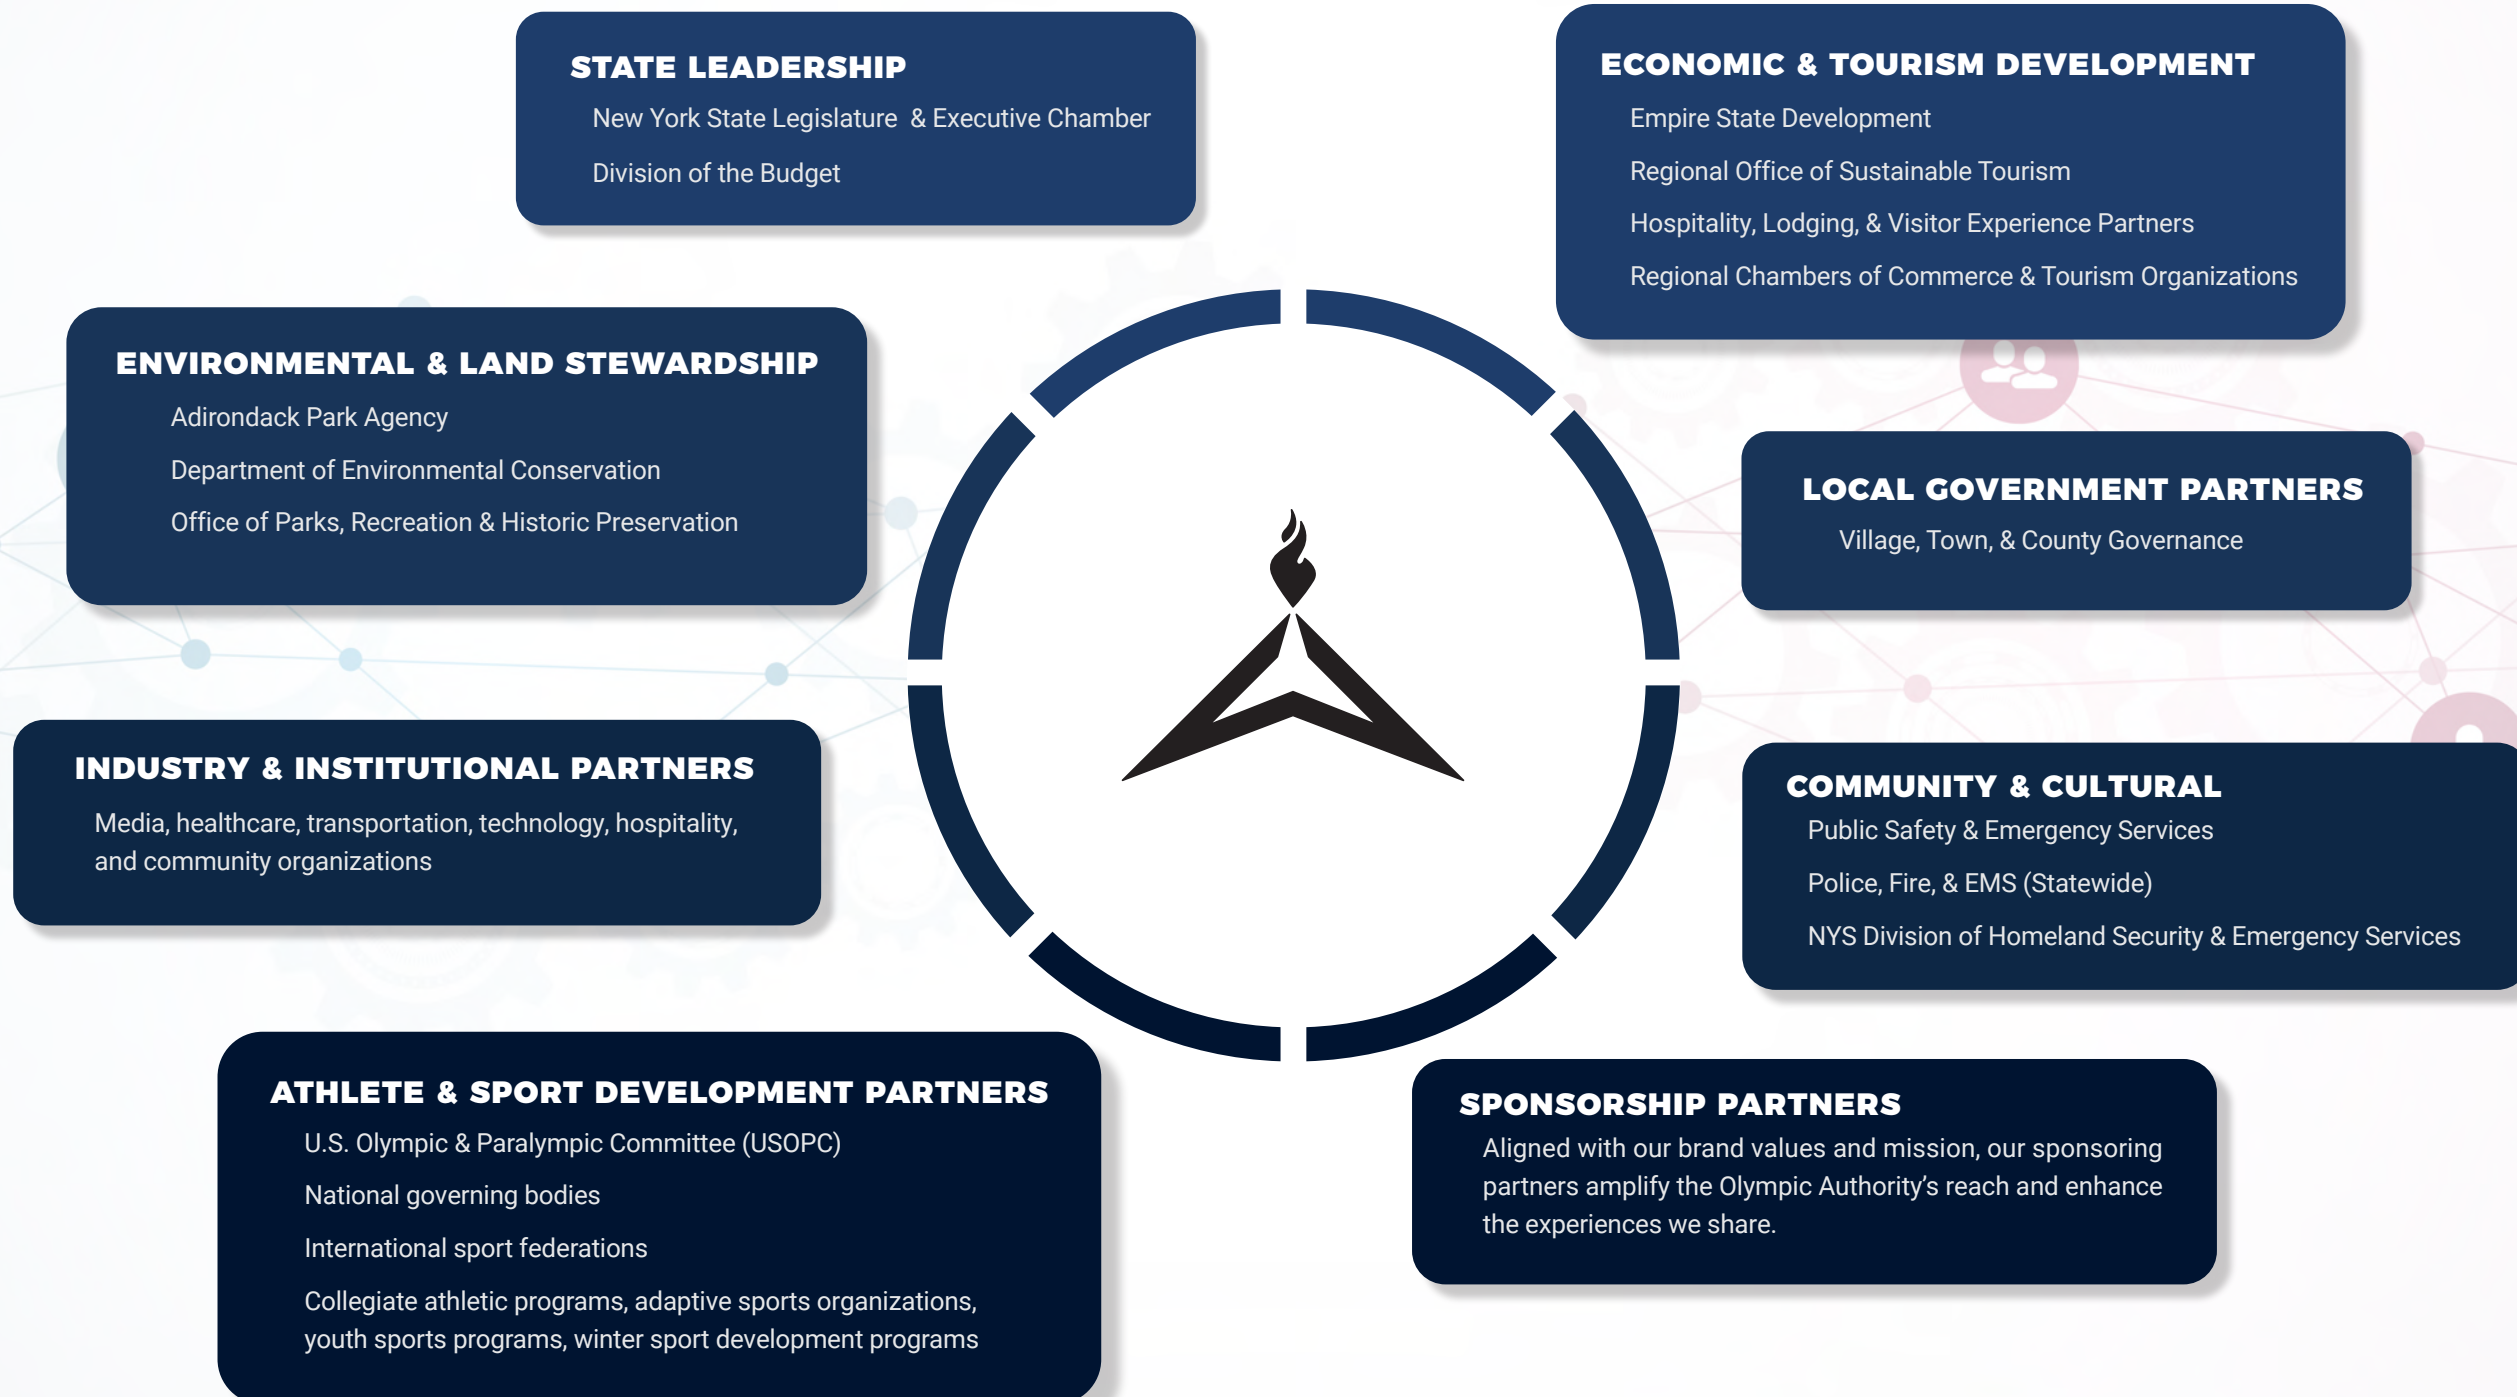 STATE LEADERSHIP
New York State Legislature & Executive Chamber
Division of the Budget
ECONOMIC & TOURISM DEVELOPMENT
Empire State Development
Regional Office of Sustainable Tourism
Hospitality, Lodging, & Visitor Experience Partners
Regional Chambers of Commerce & Tourism Organizations
ENVIRONMENTAL & LAND STEWARDSHIP
Adirondack Park Agency
Department of Environmental Conservation
Office of Parks, Recreation & Historic Preservation
LOCAL GOVERNMENT PARTNERS
Village, Town, & County Governance
INDUSTRY & INSTITUTIONAL PARTNERS
Media, healthcare, transportation, technology, hospitality,
and community organizations
COMMUNITY & CULTURAL
Public Safety & Emergency Services
Police, Fire, & EMS (Statewide)
NYS Division of Homeland Security & Emergency Services
ATHLETE & SPORT DEVELOPMENT PARTNERS
U.S. Olympic & Paralympic Committee (USOPC)
National governing bodies
International sport federations
Collegiate athletic programs, adaptive sports organizations,
youth sports programs, winter sport development programs
SPONSORSHIP PARTNERS
Aligned with our brand values and mission, our sponsoring
partners amplify the Olympic Authority’s reach and enhance
the experiences we share.